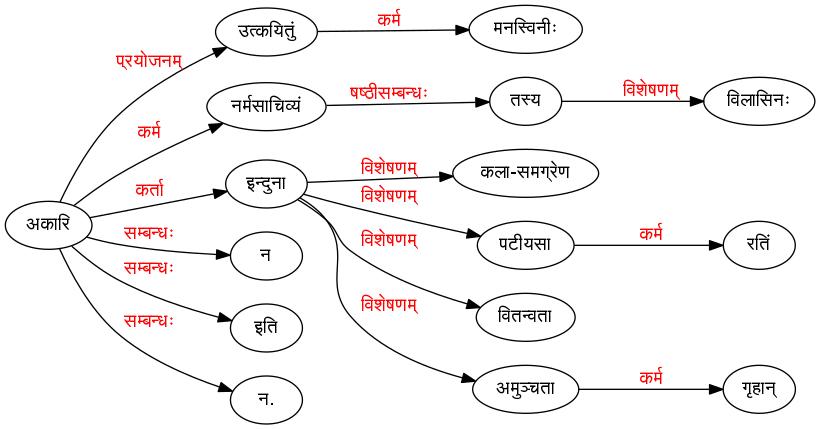 उत्कयितुं कर्म मनस्विनीः
प्रयोजनम्
नर्मसाचिव्यं षष्ठीसम्बन्धः तस्य विशेषणम् विलासिनः
कर्म
इन्दुना विशेषणम् कला-समग्रेण
कर्ता
विशेषणम्
अकारि
सम्बन्धः न विशेषणम् पटीयसा कर्म रतिं
सम्बन्धः
इति विशेषणम् वितन्वता
सम्बन्धः
न. अमुञ्चता कर्म गृहान्